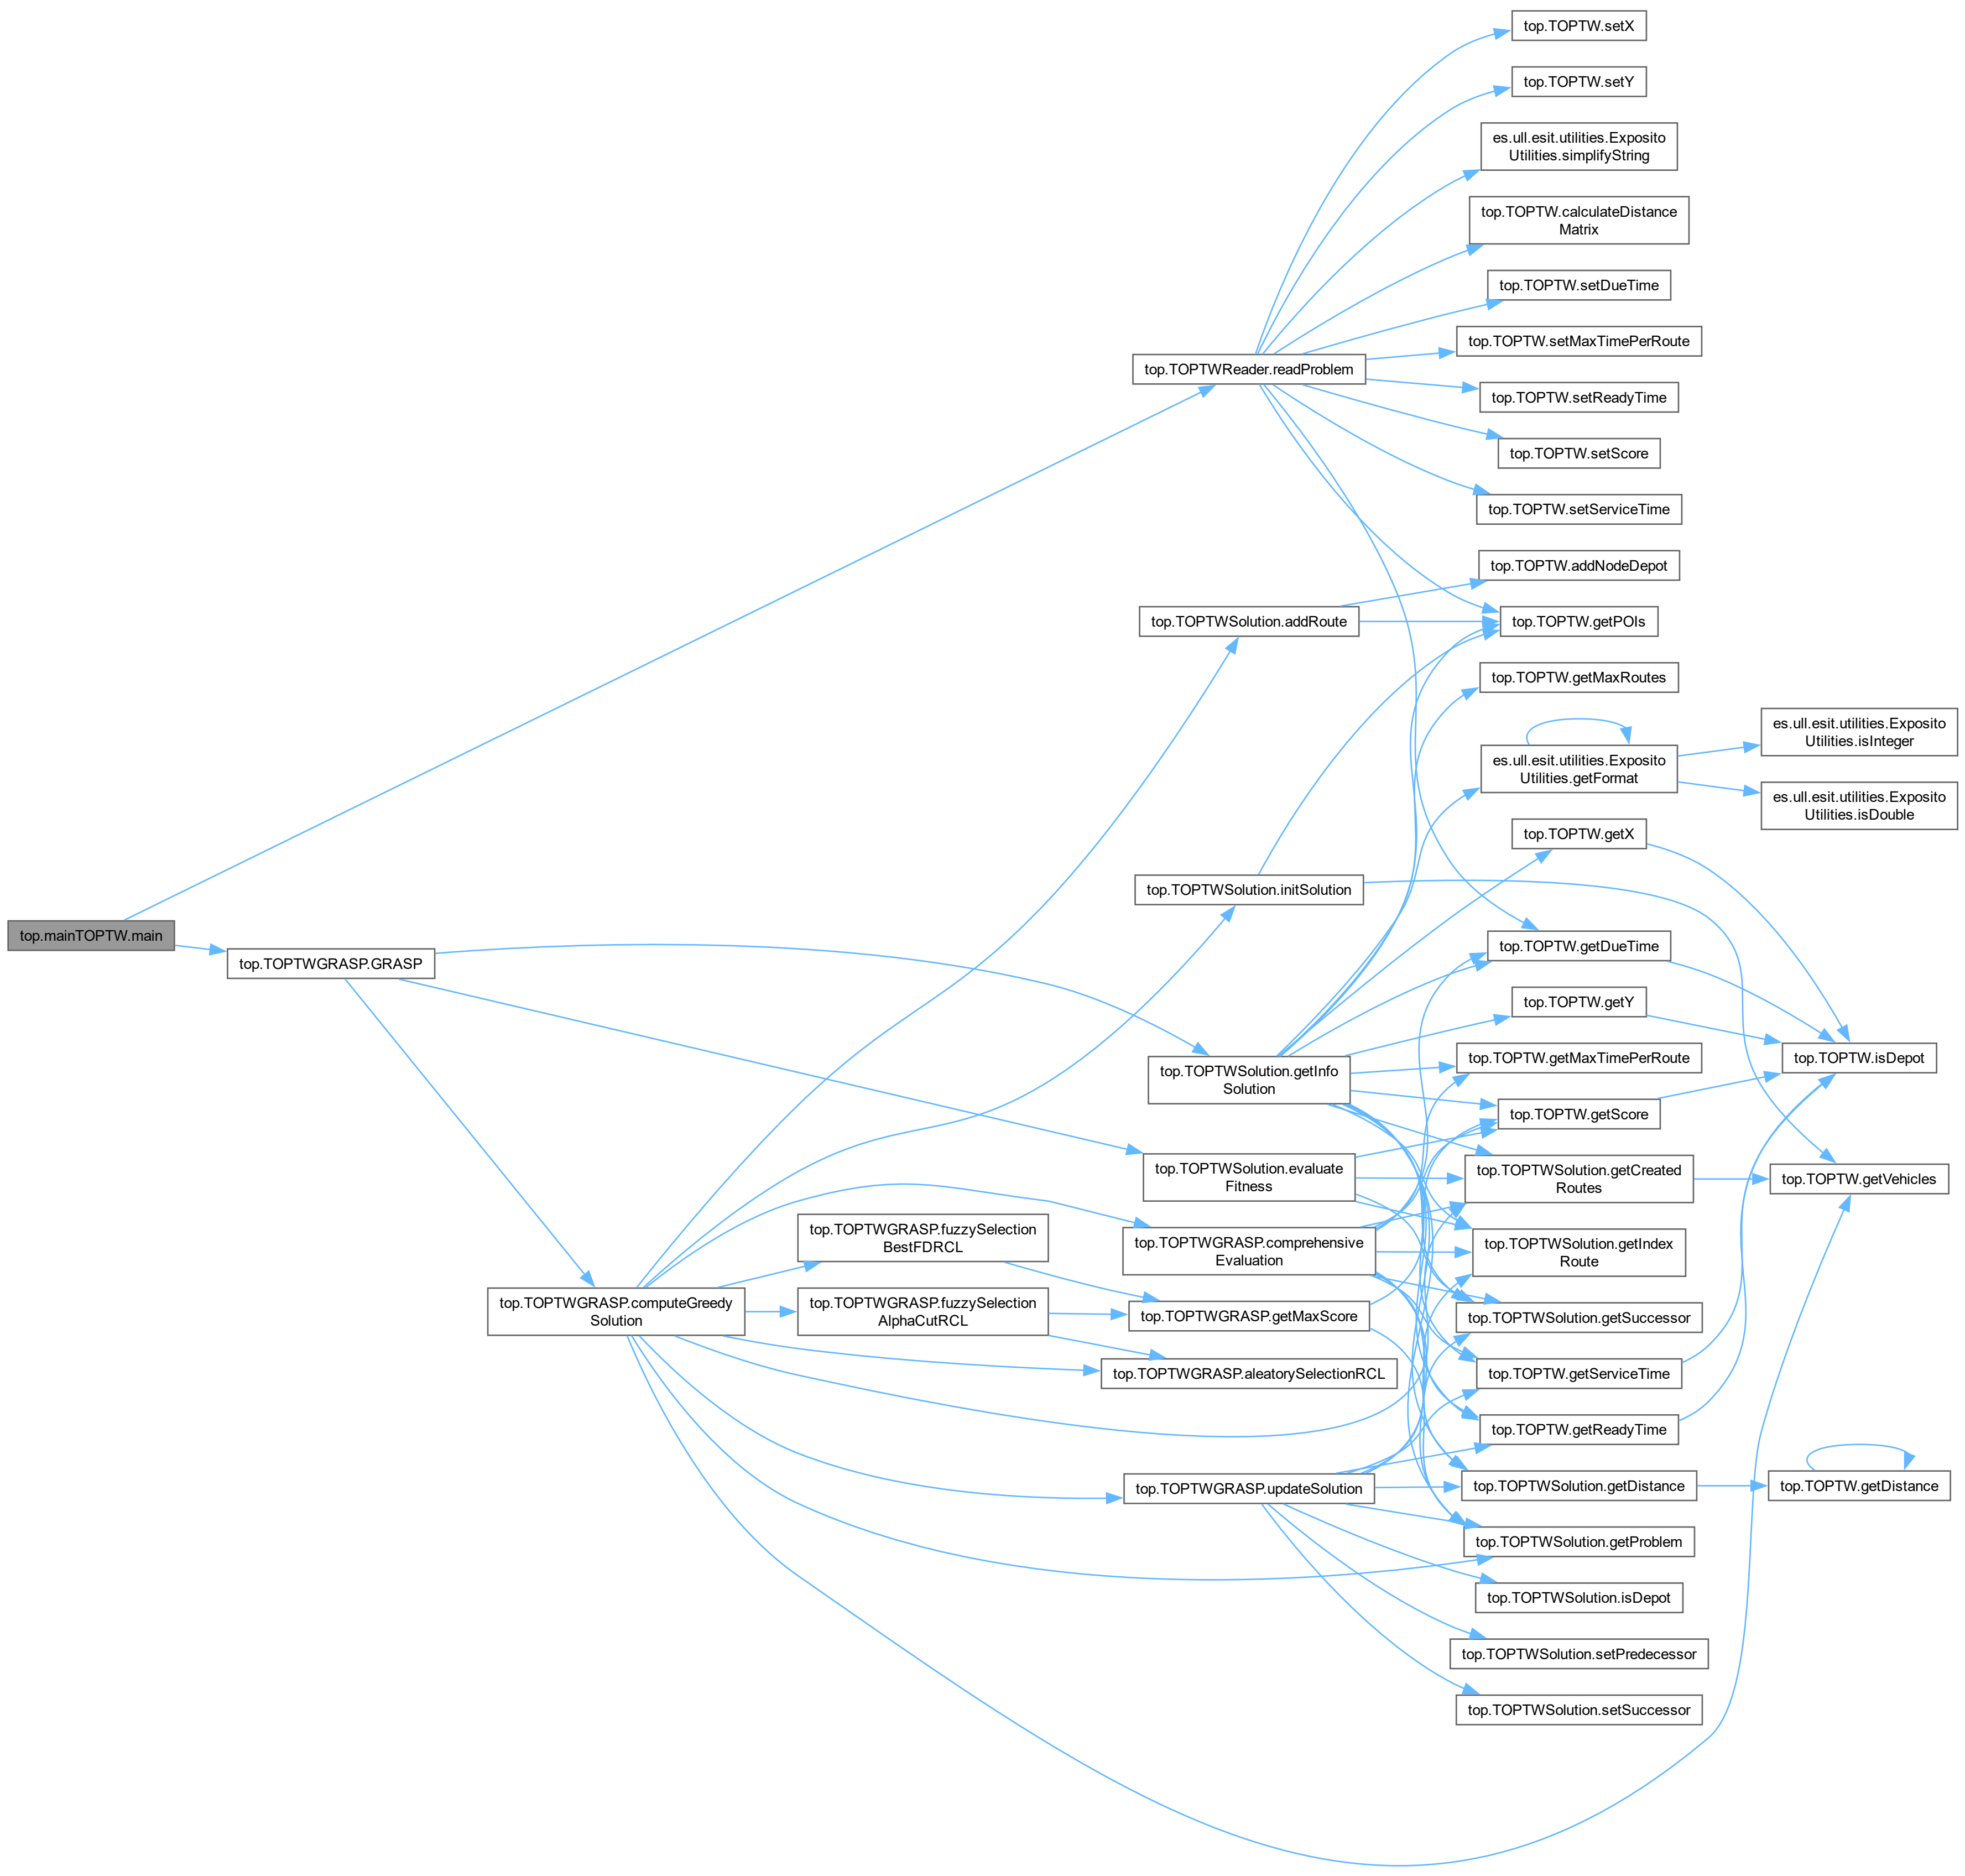 top.mainTOPTW.main
top.TOPTWGRASP.GRASP
top.TOPTWGRASP.computeGreedy
Solution
top.TOPTWGRASP.fuzzySelection
BestFDRCL
top.TOPTWGRASP.fuzzySelection
AlphaCutRCL
top.TOPTWReader.readProblem
top.TOPTWSolution.addRoute
top.TOPTWSolution.initSolution
top.TOPTWSolution.getInfo
Solution
top.TOPTWSolution.evaluate
Fitness
top.TOPTWGRASP.comprehensive
Evaluation
top.TOPTWGRASP.getMaxScore
top.TOPTWGRASP.aleatorySelectionRCL
top.TOPTWGRASP.updateSolution
top.TOPTW.setX
top.TOPTW.setY
es.ull.esit.utilities.Exposito
Utilities.simplifyString
top.TOPTW.calculateDistance
Matrix
top.TOPTW.setDueTime
top.TOPTW.setMaxTimePerRoute
top.TOPTW.setReadyTime
top.TOPTW.setScore
top.TOPTW.setServiceTime
top.TOPTW.addNodeDepot
top.TOPTW.getPOIs
top.TOPTW.getMaxRoutes
es.ull.esit.utilities.Exposito
Utilities.getFormat
top.TOPTW.getX
top.TOPTW.getDueTime
top.TOPTW.getY
top.TOPTW.getMaxTimePerRoute
top.TOPTW.getScore
top.TOPTWSolution.getCreated
Routes
top.TOPTWSolution.getIndex
Route
top.TOPTWSolution.getSuccessor
top.TOPTW.getServiceTime
top.TOPTW.getReadyTime
top.TOPTWSolution.getDistance
top.TOPTWSolution.getProblem
top.TOPTWSolution.isDepot
top.TOPTWSolution.setPredecessor
top.TOPTWSolution.setSuccessor
es.ull.esit.utilities.Exposito
Utilities.isInteger
es.ull.esit.utilities.Exposito
Utilities.isDouble
top.TOPTW.isDepot
top.TOPTW.getVehicles
top.TOPTW.getDistance